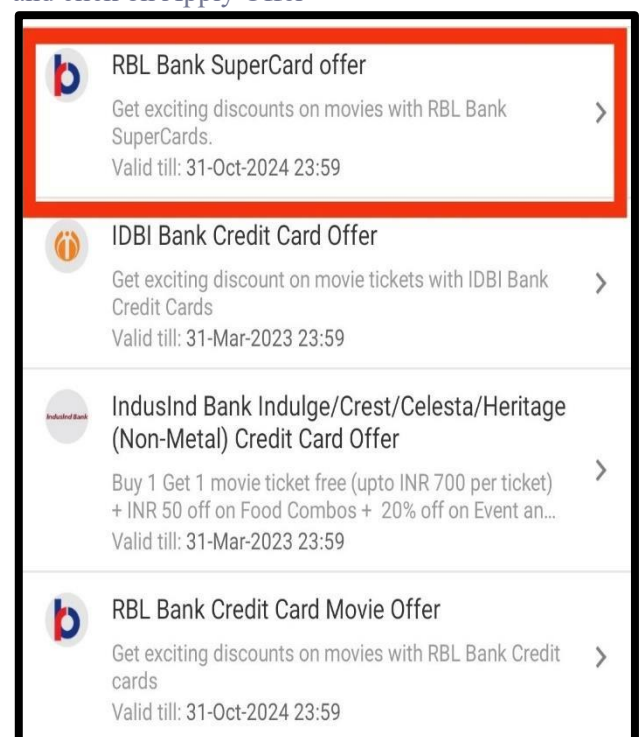 RBL Bank SuperCard offer
Get exciting discounts on movies with RBL Bank
SuperCards.
Valid till: 31-Oct-2024 23:59
IDBI Bank Credit Card Offer
Get exciting discount on movie tickets with IDBI Bank
Credit Cards
Valid till: 31-Mar-2023 23:59
IndusInd Bank
IndusInd Bank Indulge/Crest/Celesta/Heritage
(Non-Metal) Credit Card Offer
Buy 1 Get 1 movie ticket free (upto INR 700 per ticket)
+ INR 50 off on Food Combos + 20% off on Event an...
Valid till: 31-Mar-2023 23:59
RBL Bank Credit Card Movie Offer
Get exciting discounts on movies with RBL Bank Credit
cards
Valid till: 31-Oct-2024 23:59